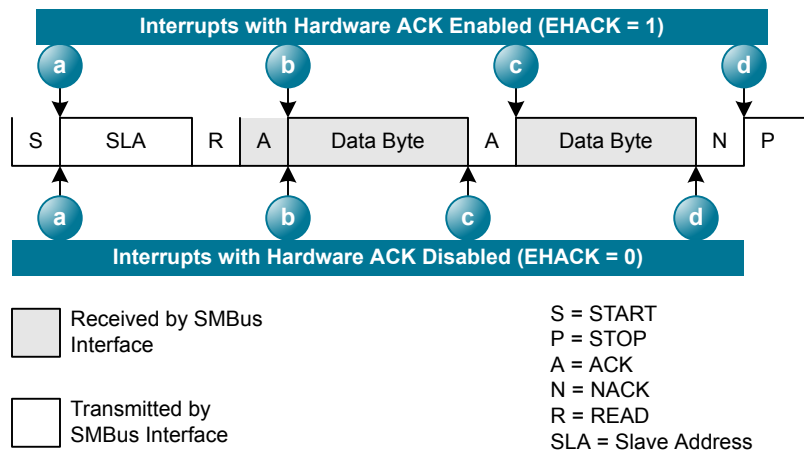 Interrupts with Hardware ACK Enabled (EHACK = 1)
a b c d
S SLA R A Data Byte A Data Byte N P
a b c d
Interrupts with Hardware ACK Disabled (EHACK = 0)
Received by SMBus
Interface
Transmitted by
SMBus Interface
S = START
P = STOP
A = ACK
N = NACK
R = READ
SLA = Slave Address